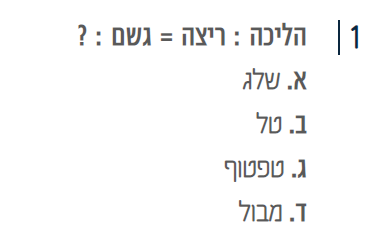 1 הליכה : ריצה = גשם : ?
א. שלג
ב. טל
ג. טפטוף
ד. מבול